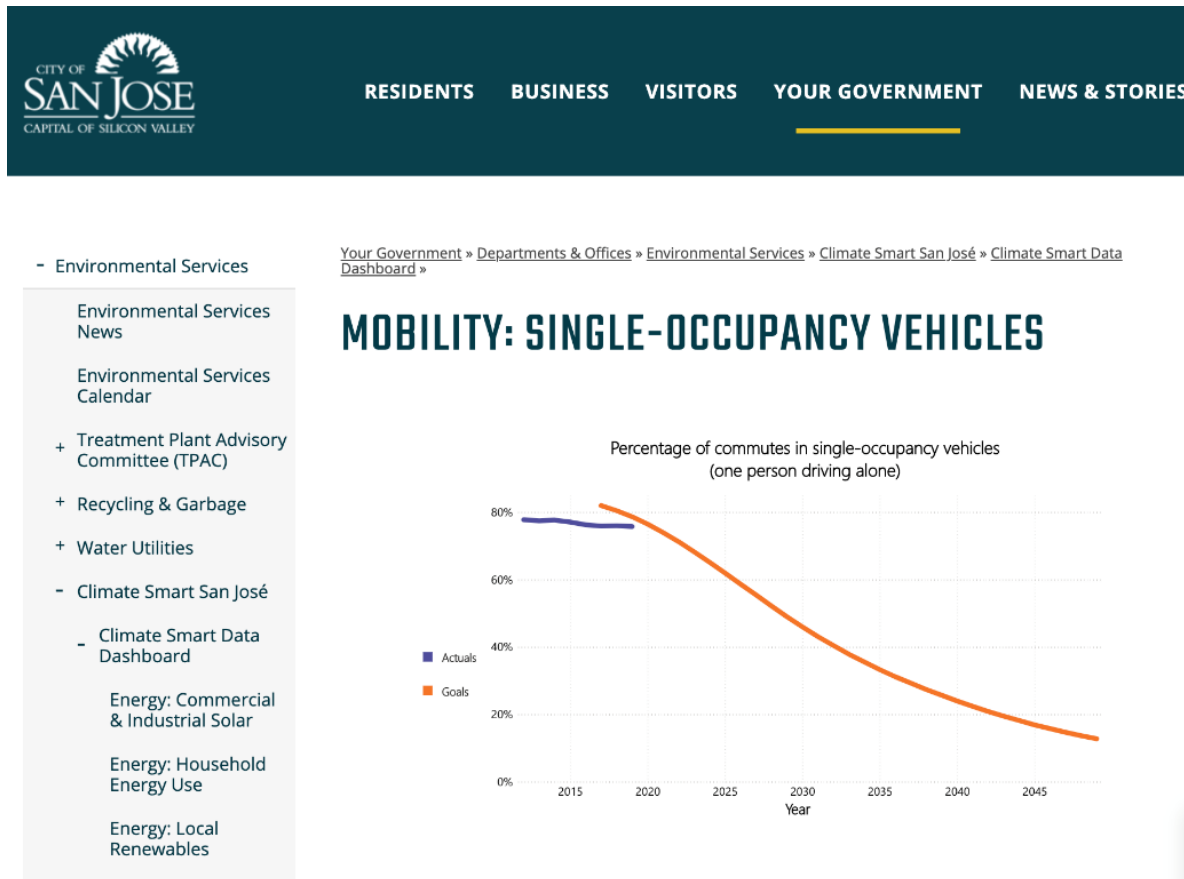 CITY OF
SAN JOSE
CAPITAL OF SILICON VALLEY
RESIDENTS BUSINESS VISITORS YOUR GOVERNMENT NEWS & STORIES
- Environmental Services
Environmental Services
News
Environmental Services
Calendar
+ Treatment Plant Advisory
Committee (TPAC)
+ Recycling & Garbage
+ Water Utilities
- Climate Smart San José
- Climate Smart Data
Dashboard
Energy: Commercial
& Industrial Solar
Energy: Household
Energy Use
Energy: Local
Renewables
Your Government » Departments & Offices » Environmental Services » Climate Smart San José » Climate Smart Data
Dashboard »
MOBILITY: SINGLE-OCCUPANCY VEHICLES
Percentage of commutes in single-occupancy vehicles
(one person driving alone)
80%
60%
40%
20%
0%
Actuals
Goals
2015 2020 2025 2030 2035 2040 2045
Year